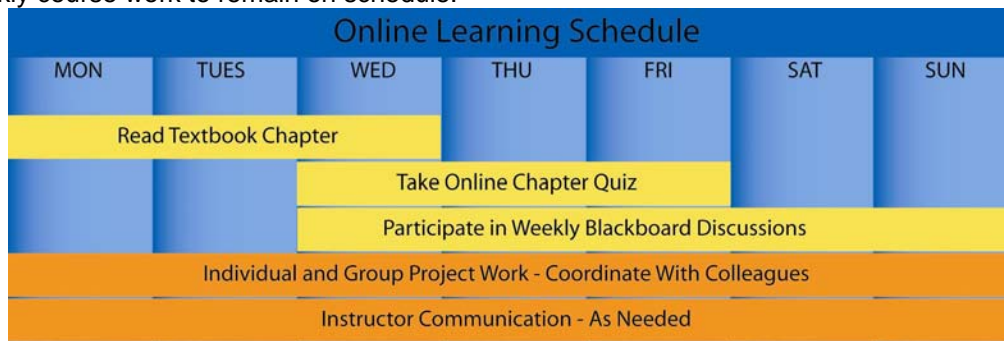 kly course work to remain on schedule.
Online Learning Schedule
MON TUES WED THU FRI SAT SUN
Read Textbook Chapter
Take Online Chapter Quiz
Participate in Weekly Blackboard Discussions
Individual and Group Project Work - Coordinate With Colleagues
Instructor Communication - As Needed